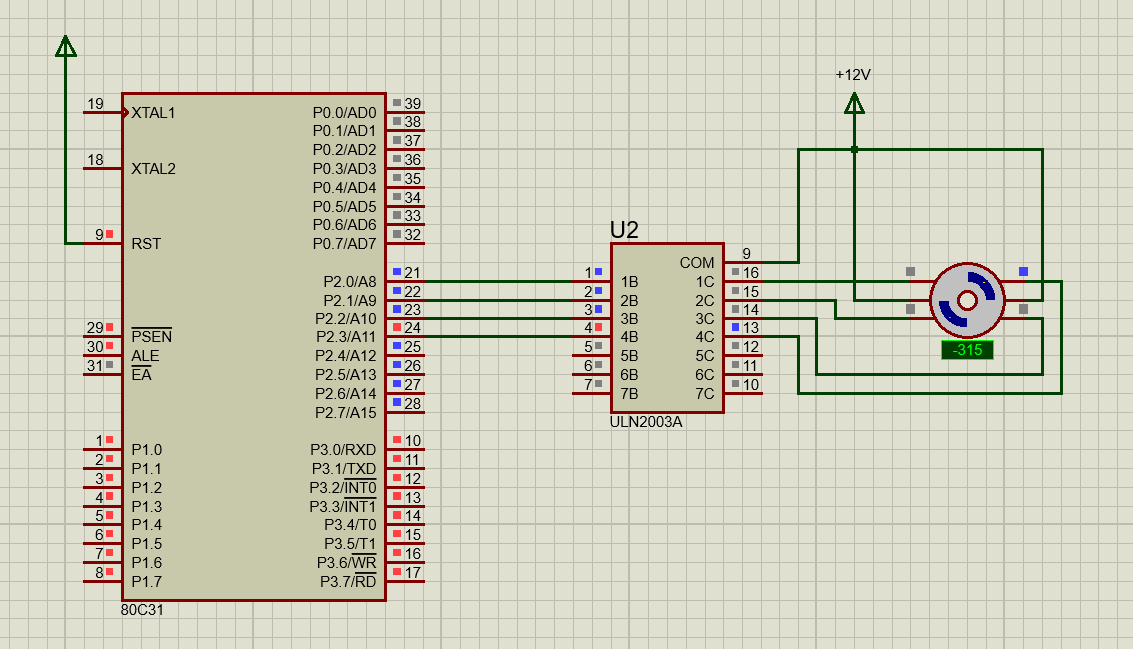 +12V
19 XTAL1 P0.0/AD0 39
P0.1/AD1 38
P0.2/AD2 37
18 XTAL2 P0.3/AD3 36
P0.4/AD4 35
P0.5/AD5 34
P0.6/AD6 33
9 RST P0.7/AD7 32
P2.0/A8 21
P2.1/A9 22
P2.2/A10 23
29 PSEN P2.3/A11 24
30 ALE P2.4/A12 25
31 EA P2.5/A13 26
P2.6/A14 27
P2.7/A15 28
1 P1.0 P3.0/RXD 10
2 P1.1 P3.1/TXD 11
3 P1.2 P3.2/INT0 12
4 P1.3 P3.3/INT1 13
5 P1.4 P3.4/T0 14
6 P1.5 P3.5/T1 15
7 P1.6 P3.6/WR 16
8 P1.7 P3.7/RD 17
80C31
U2
COM 9
1 1B 1C 16
2 2B 2C 15
3 3B 3C 14
4 4B 4C 13
5 5B 5C 12
6 6B 6C 11
7 7B 7C 10
ULN2003A
-315